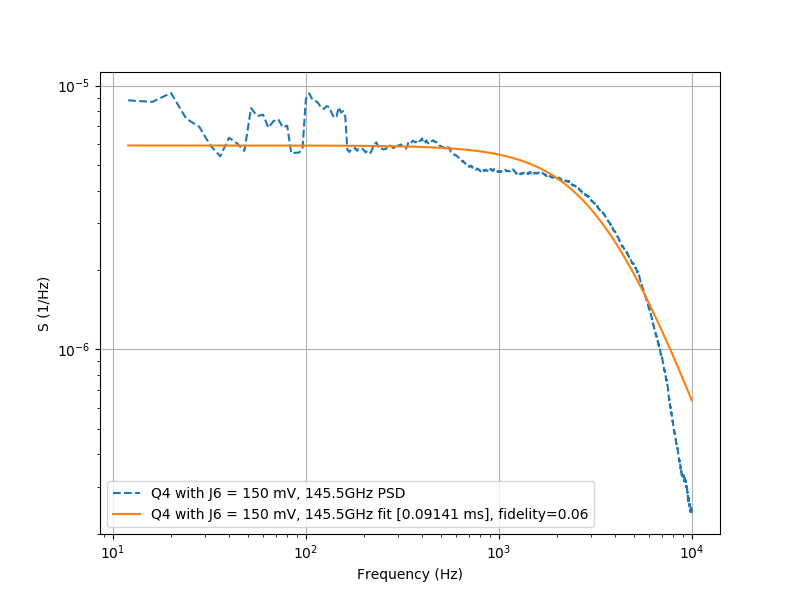 S (1/Hz)
10⁻⁵
10⁻⁶
Q4 with J6 = 150 mV, 145.5GHz PSD
Q4 with J6 = 150 mV, 145.5GHz fit [0.09141 ms], fidelity=0.06
10¹ 10² 10³ 10⁴
Frequency (Hz)